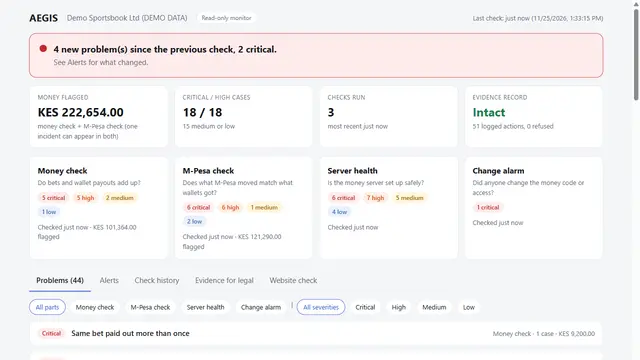 AEGIS Demo Sportsbook Ltd (DEMO DATA) Read-only monitor Last check: just now (11/25/2026, 1:33:15 PM)
4 new problem(s) since the previous check, 2 critical.
See Alerts for what changed.
MONEY FLAGGED
KES 222,654.00
money check + M-Pesa check (one
incident can appear in both)
CRITICAL / HIGH CASES
18 / 18
15 medium or low
CHECKS RUN
3
most recent just now
EVIDENCE RECORD
Intact
51 logged actions, 0 refused
Money check
Do bets and wallet payouts add up?
5 critical 5 high 2 medium
1 low
Checked just now · KES 101,364.00
flagged
M-Pesa check
Does what M-Pesa moved match what
wallets got?
6 critical 6 high 1 medium
2 low
Checked just now · KES 121,290.00
flagged
Server health
Is the money server set up safely?
6 critical 7 high 5 medium
4 low
Checked just now
Change alarm
Did anyone change the money code or
access?
1 critical
Checked just now
Problems (44) Alerts Check history Evidence for legal Website check
All parts Money check M-Pesa check Server health Change alarm All severities Critical High Medium Low
Critical Same bet paid out more than once Money check · 1 case · KES 9,200.00